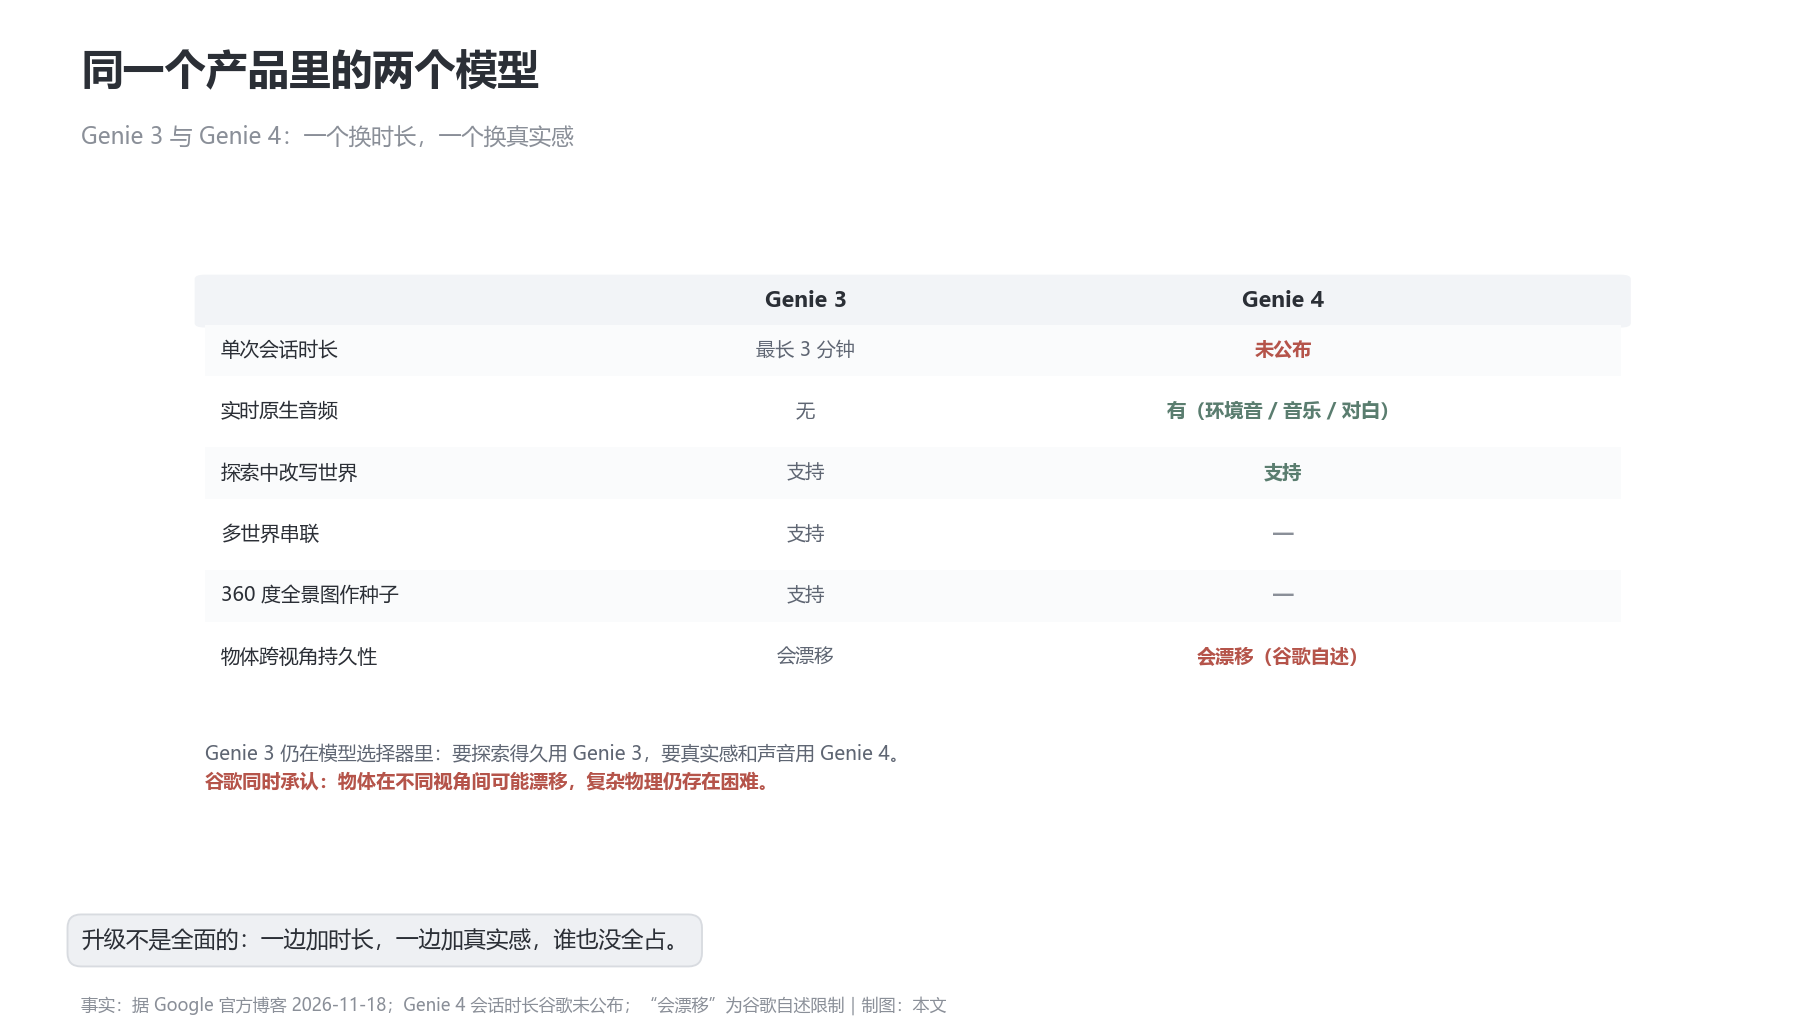 同一个产品里的两个模型
Genie 3 与 Genie 4：一个换时长，一个换真实感
Genie 3 Genie 4
单次会话时长 最长 3 分钟 未公布
实时原生音频 无 有（环境音 / 音乐 / 对白）
探索中改写世界 支持 支持
多世界串联 支持 —
360 度全景图作种子 支持 —
物体跨视角持久性 会漂移 会漂移（谷歌自述）
Genie 3 仍在模型选择器里：要探索得久用 Genie 3，要真实感和声音用 Genie 4。
谷歌同时承认：物体在不同视角间可能漂移，复杂物理仍存在困难。
升级不是全面的：一边加时长，一边加真实感，谁也没全占。
事实：据 Google 官方博客 2026-11-18；Genie 4 会话时长谷歌未公布；“会漂移”为谷歌自述限制 | 制图：本文